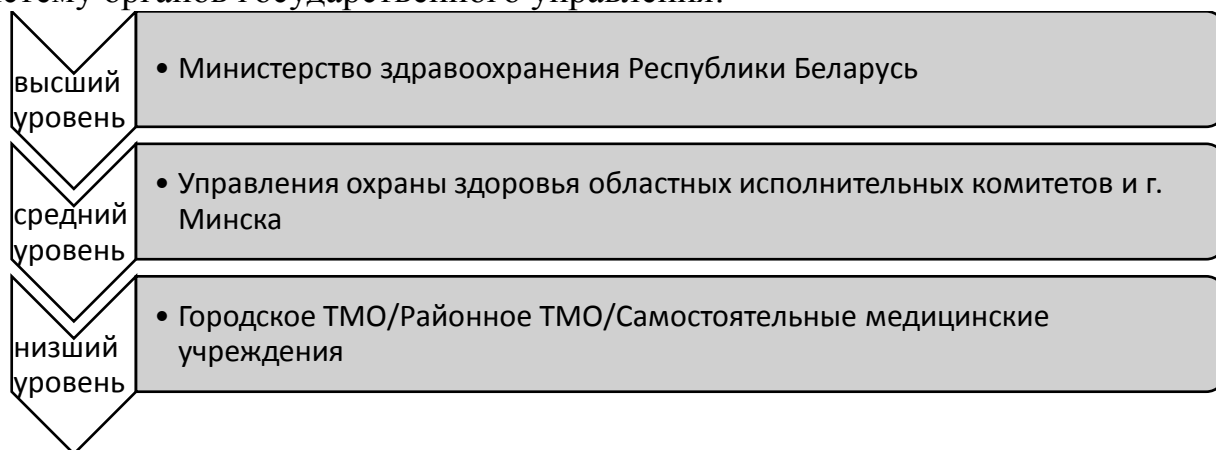 органов государственного управления.
высший
уровень
• Министерство здравоохранения Республики Беларусь
средний
уровень
• Управления охраны здоровья областных исполнительных комитетов и г.
Минска
низший
уровень
• Городское ТМО/Районное ТМО/Самостоятельные медицинские
учреждения